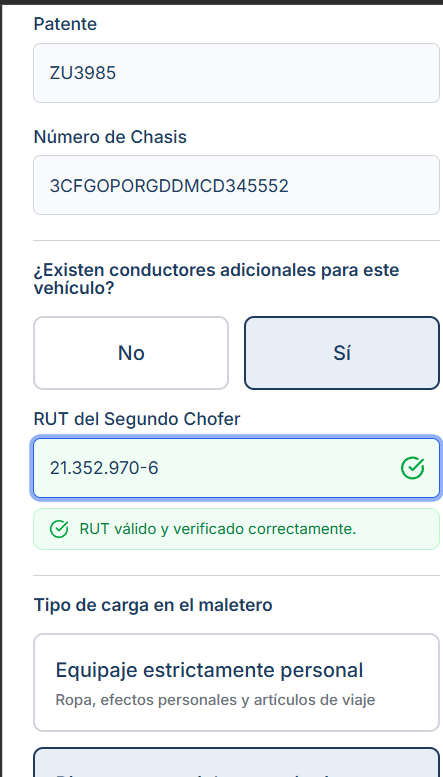 Patente
ZU3985
Número de Chasis
3CFGOPORGDDMCD345552
¿Existen conductores adicionales para este
vehículo?
No
Sí
RUT del Segundo Chofer
21.352.970-6
RUT válido y verificado correctamente.
Tipo de carga en el maletero
Equipaje estrictamente personal
Ropa, efectos personales y artículos de viaje